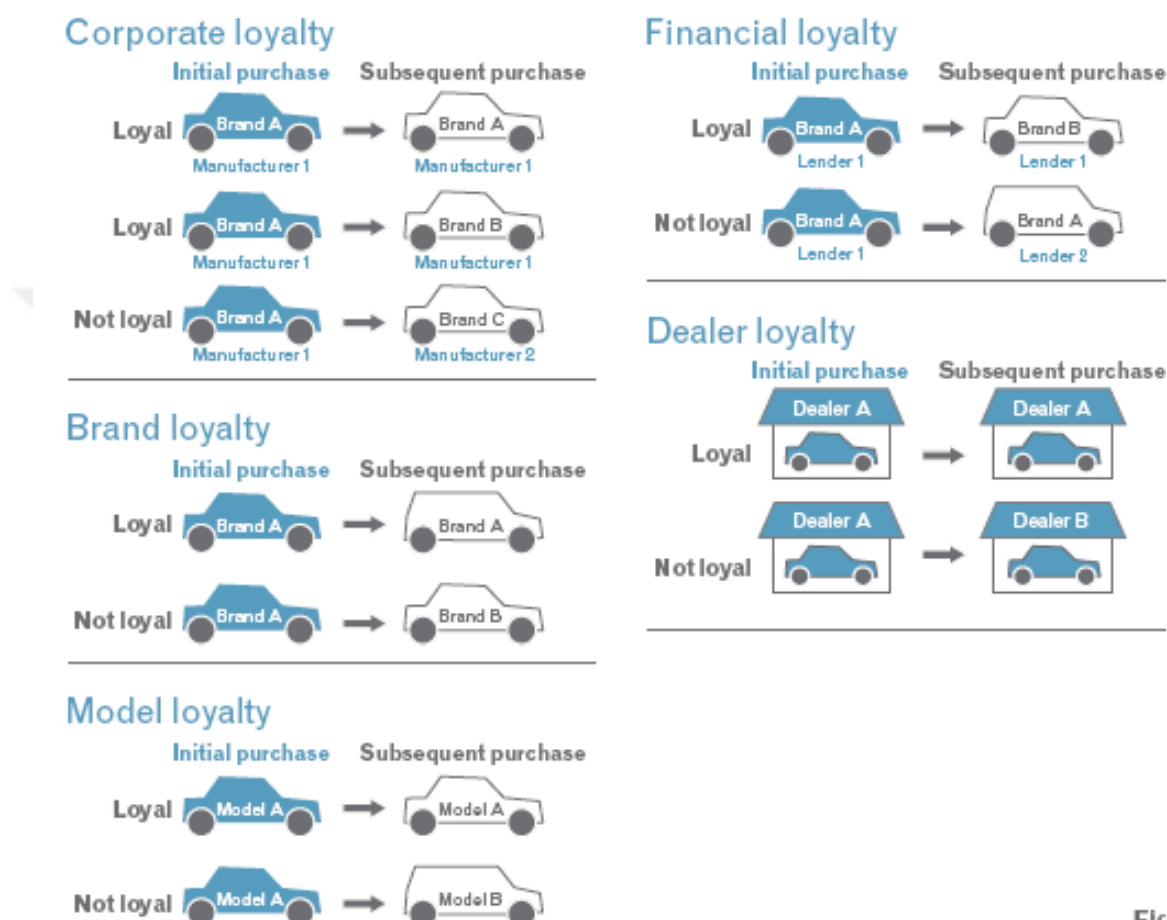 Corporate loyalty
Initial purchase Subsequent purchase
Loyal Brand A Brand A
Manufacturer 1 Manufacturer 1
Loyal Brand A Brand B
Manufacturer 1 Manufacturer 1
Not loyal Brand A Brand C
Manufacturer 1 Manufacturer 2
Brand loyalty
Initial purchase Subsequent purchase
Loyal Brand A Brand A
Not loyal Brand A Brand B
Model loyalty
Initial purchase Subsequent purchase
Loyal Model A Model A
Not loyal Model A Model B
Financial loyalty
Initial purchase Subsequent purchase
Loyal Brand A Brand B
Lender 1 Lender 1
Not loyal Brand A Brand A
Lender 1 Lender 2
Dealer loyalty
Initial purchase Subsequent purchase
Dealer A Dealer A
Loyal
Dealer A Dealer B
Not loyal